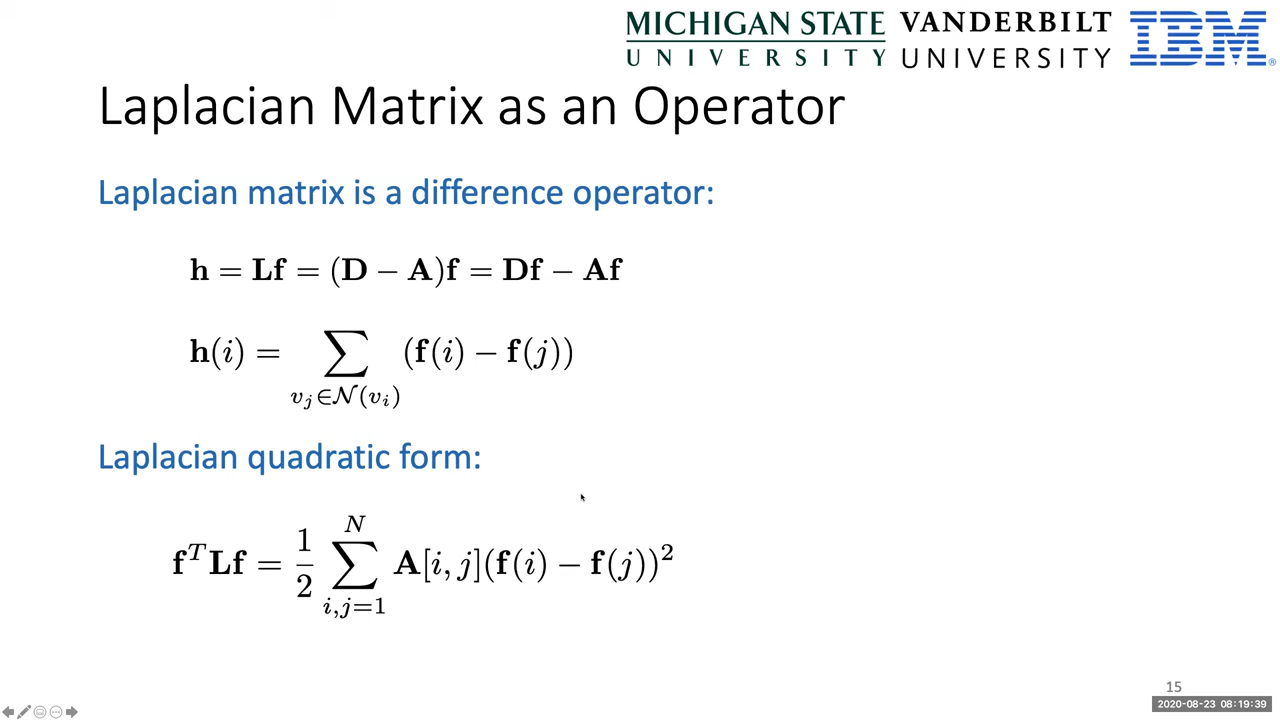 MICHIGAN STATE
UNIVERSITY
VANDERBILT
UNIVERSITY
IBM®
Laplacian Matrix as an Operator
Laplacian matrix is a difference operator:
h = Lf = (D − A)f = Df − Af
h(i) = ∑_{v_j∈𝒩(v_i)} (f(i) − f(j))
Laplacian quadratic form:
f^T Lf = 1/2 ∑_{i,j=1}^{N} A[i, j](f(i) − f(j))^2
15
2020-08-23 08:19:39